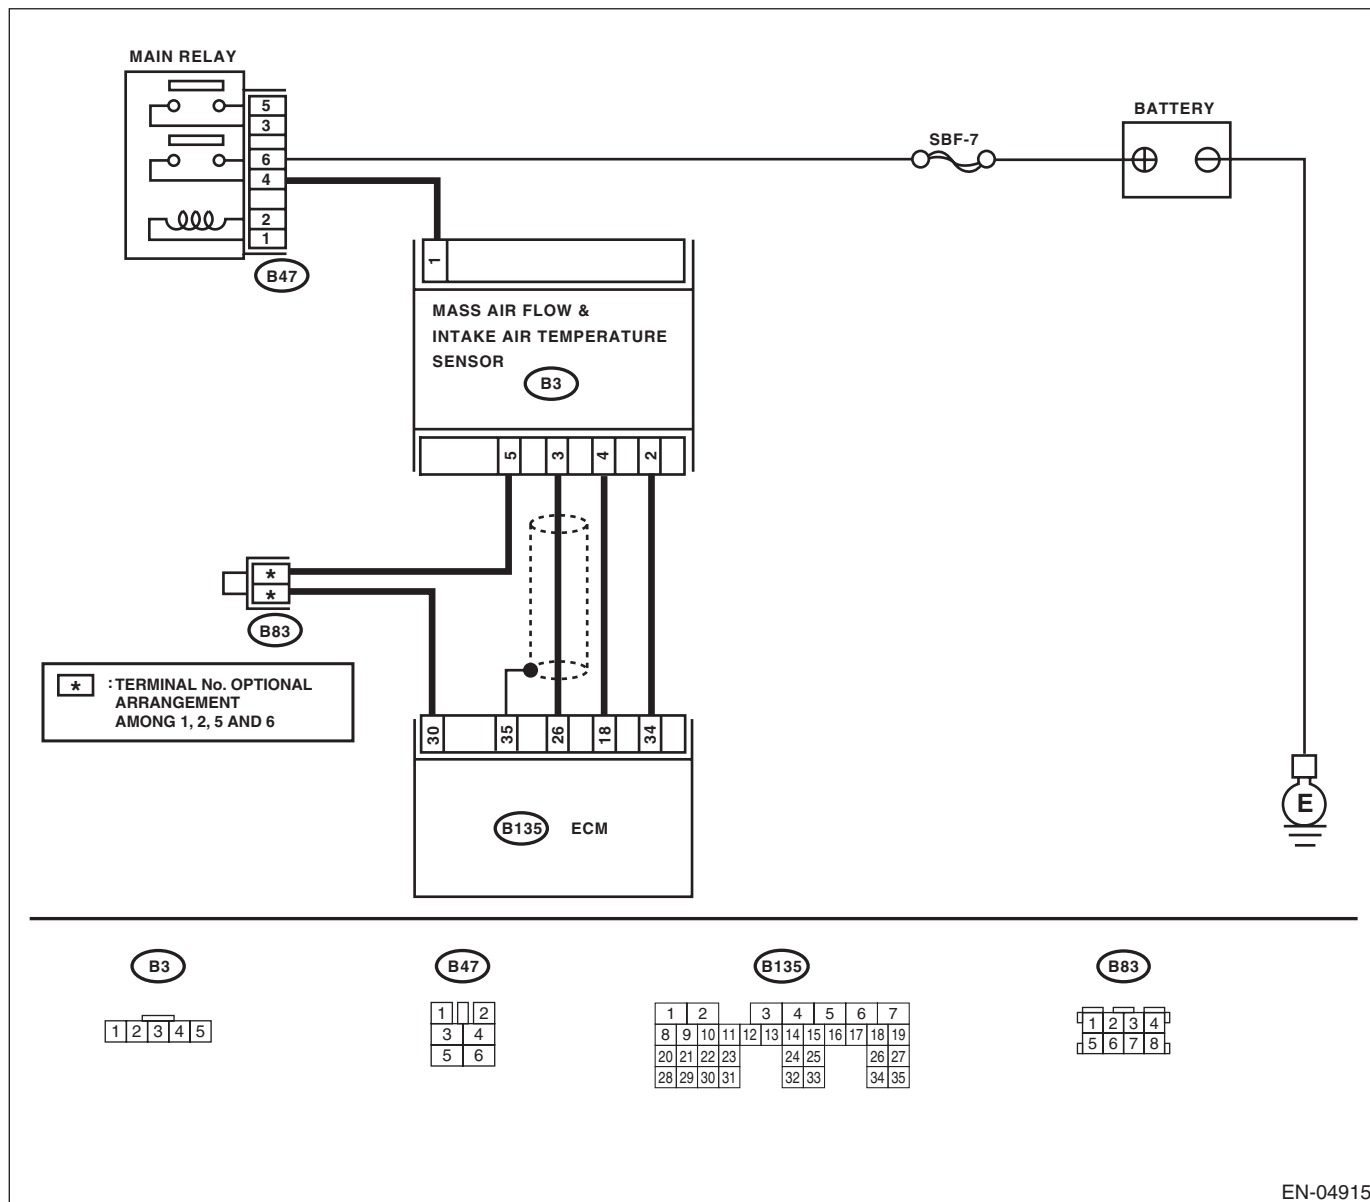 MAIN RELAY
5
3
6
4
2
1
B47
SBF-7
BATTERY
1
MASS AIR FLOW &
INTAKE AIR TEMPERATURE
SENSOR
B3
5 3 4 2
*
*
B83
* : TERMINAL No. OPTIONAL
ARRANGEMENT
AMONG 1, 2, 5 AND 6
30 35 26 18 34
B135 ECM
E
B3
1 2 3 4 5
B47
1 2
3 4
5 6
B135
1 2 3 4 5 6 7
8 9 10 11 12 13 14 15 16 17 18 19
20 21 22 23 24 25 26 27
28 29 30 31 32 33 34 35
B83
1 2 3 4
5 6 7 8
EN-04915